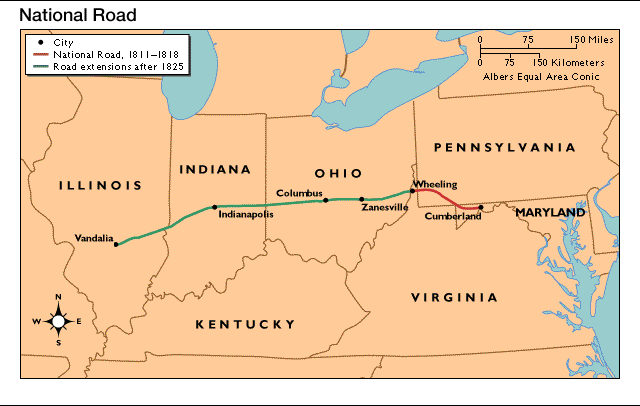 National Road
City
National Road, 1811–1818
Road extensions after 1825
0 75 150 Miles
0 75 150 Kilometers
Albers Equal Area Conic
PENNSYLVANIA
INDIANA
OHIO
ILLINOIS
Wheeling
Columbus
Zanesville
Indianapolis
Cumberland
MARYLAND
Vandalia
VIRGINIA
N
W E
S
KENTUCKY